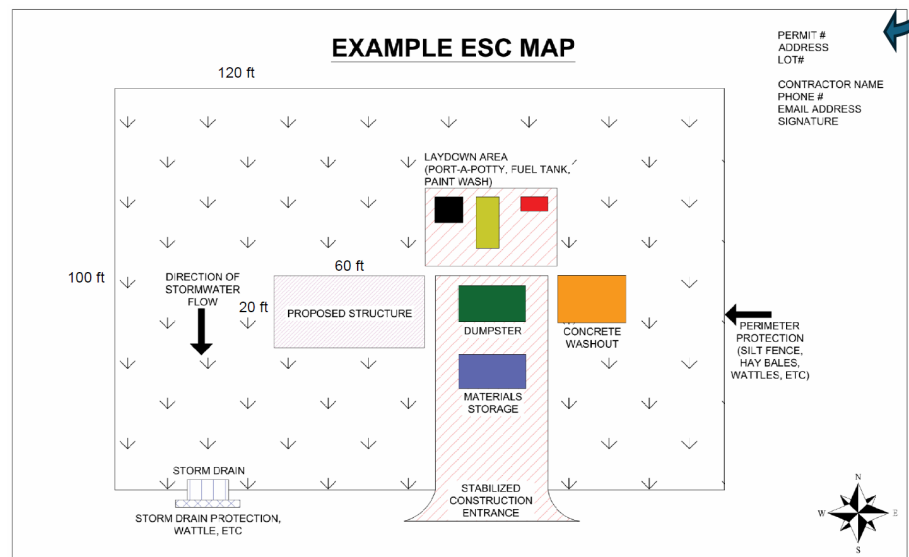 EXAMPLE ESC MAP
PERMIT #
ADDRESS
LOT#
CONTRACTOR NAME
PHONE #
EMAIL ADDRESS
SIGNATURE
120 ft
LAYDOWN AREA
(PORT-A-POTTY, FUEL TANK,
PAINT WASH)
100 ft
DIRECTION OF
STORMWATER
FLOW
60 ft
20 ft
PROPOSED STRUCTURE
DUMPSTER
CONCRETE
WASHOUT
PERIMETER
PROTECTION
(SILT FENCE,
HAY BALES,
WATTLES, ETC)
MATERIALS
STORAGE
STORM DRAIN
STORM DRAIN PROTECTION,
WATTLE, ETC
STABILIZED
CONSTRUCTION
ENTRANCE
N
W
E
S